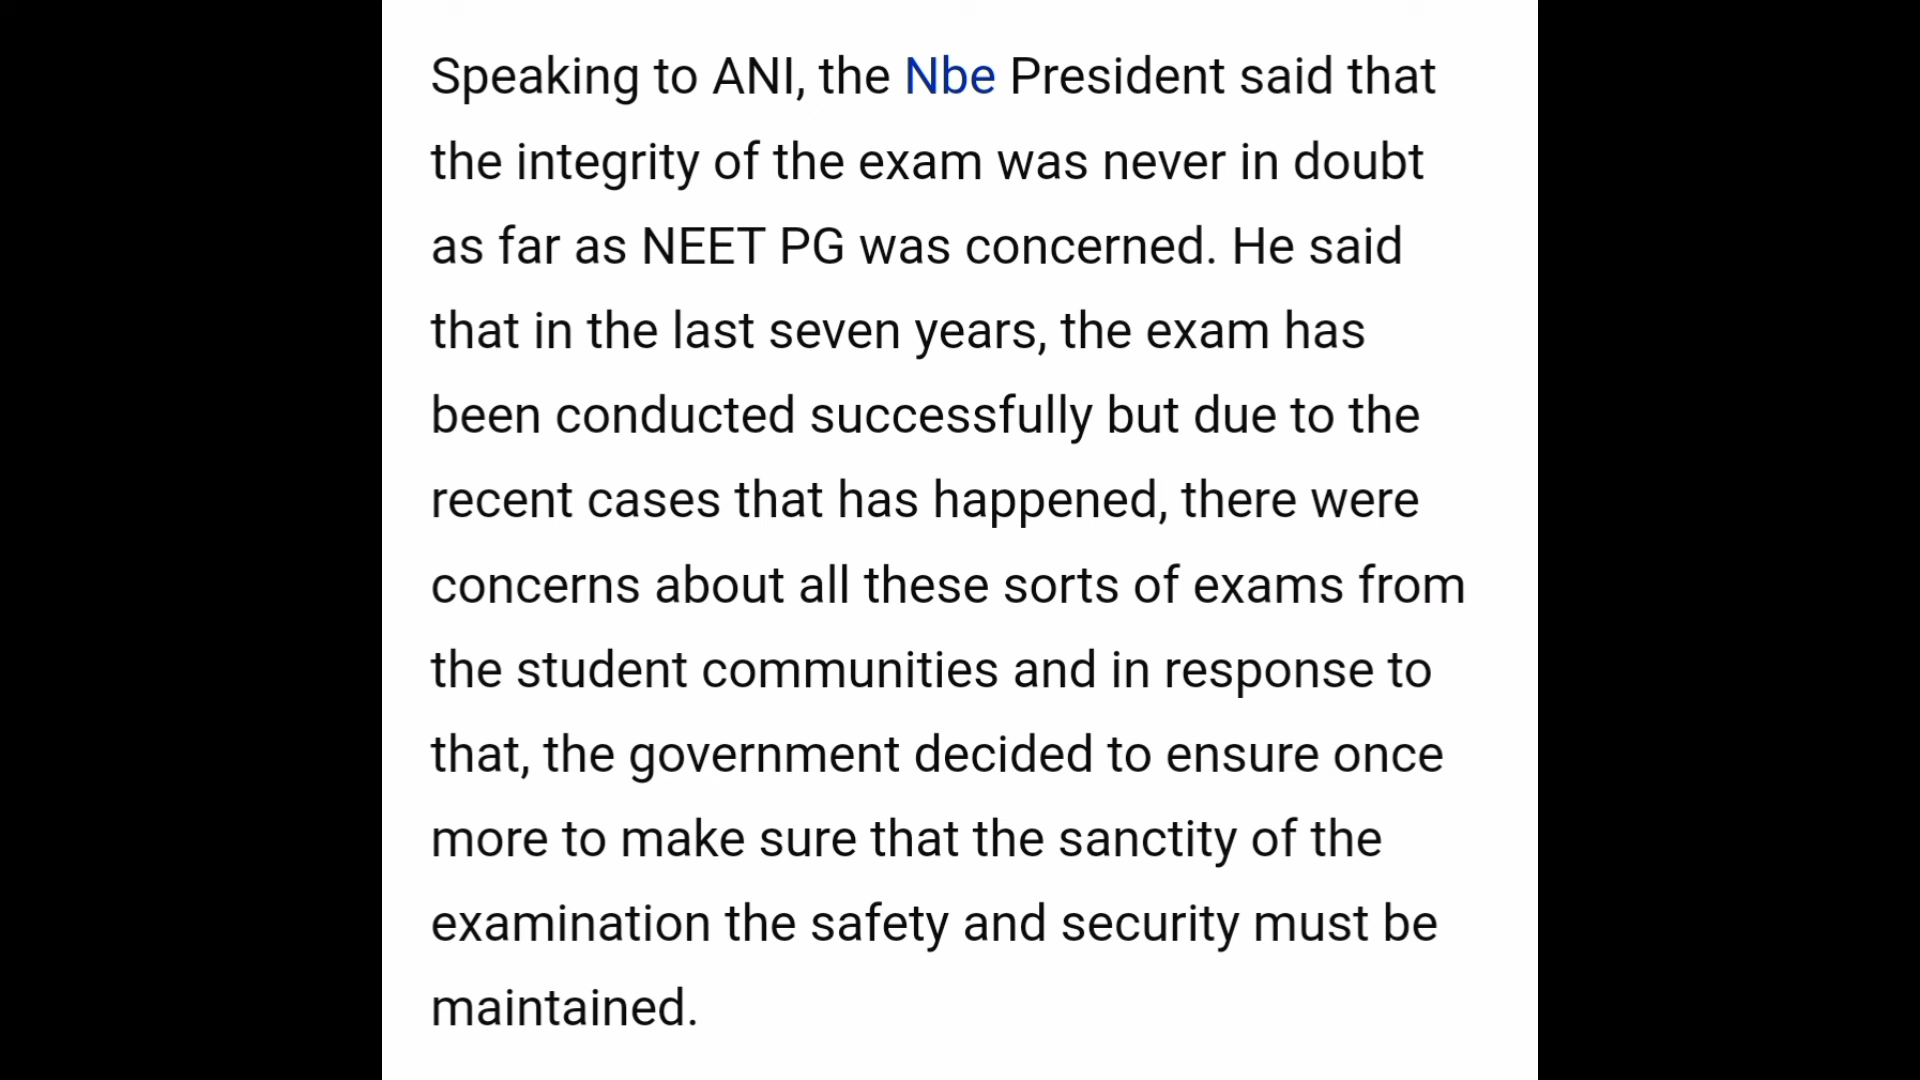 Speaking to ANI, the Nbe President said that
the integrity of the exam was never in doubt
as far as NEET PG was concerned. He said
that in the last seven years, the exam has
been conducted successfully but due to the
recent cases that has happened, there were
concerns about all these sorts of exams from
the student communities and in response to
that, the government decided to ensure once
more to make sure that the sanctity of the
examination the safety and security must be
maintained.